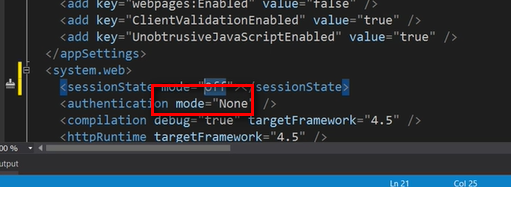 <add key="webpages:Enabled" value="false" />
<add key="ClientValidationEnabled" value="true" />
<add key="UnobtrusiveJavaScriptEnabled" value="true" />
</appSettings>
<system.web>
<sessionState mode="Off" </sessionState>
<authentication mode="None" />
<compilation debug="true" targetFramework="4.5" />
<httpRuntime targetFramework="4.5" />
00 %
utput
Ln 21
Col 25